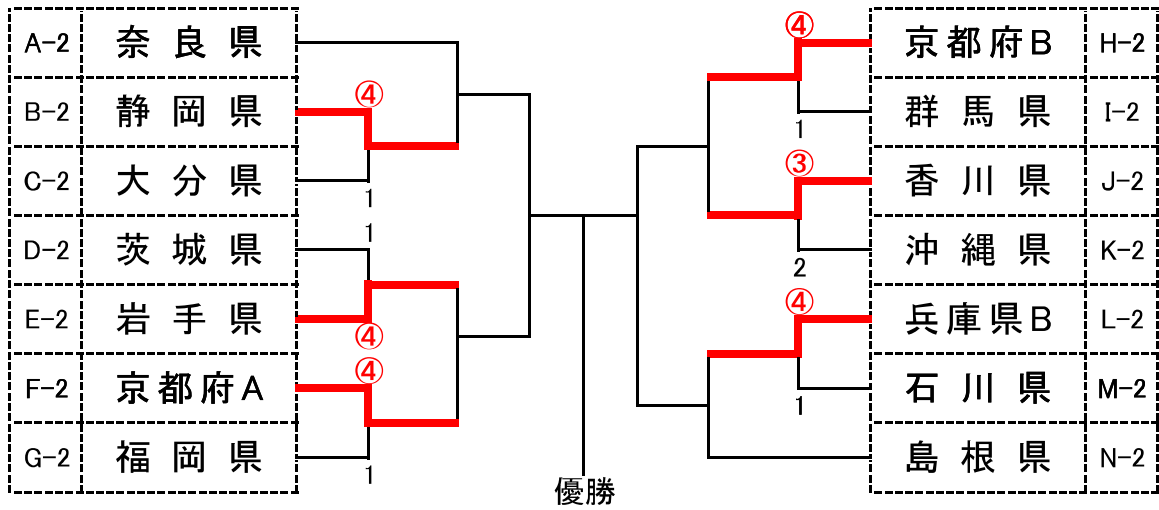 A-2 奈良県
④
B-2 静岡県
C-2 大分県
1
1
D-2 茨城県
E-2 岩手県
④
④
F-2 京都府A
G-2 福岡県
1
優勝
④
京都府B H-2
群馬県 I-2
1
③
香川県 J-2
沖縄県 K-2
2
④
兵庫県B L-2
石川県 M-2
1
島根県 N-2